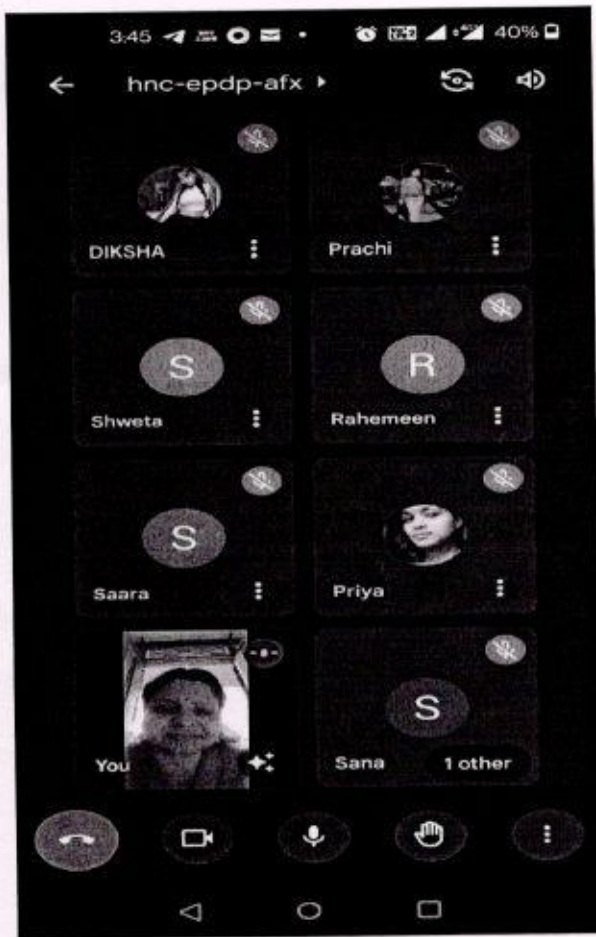 3:45 40%
hnc-epdp-afx
DIKSHA Prachi
S R
Shweta Rahemeen
S
Saara Priya
S
You Sana 1 other